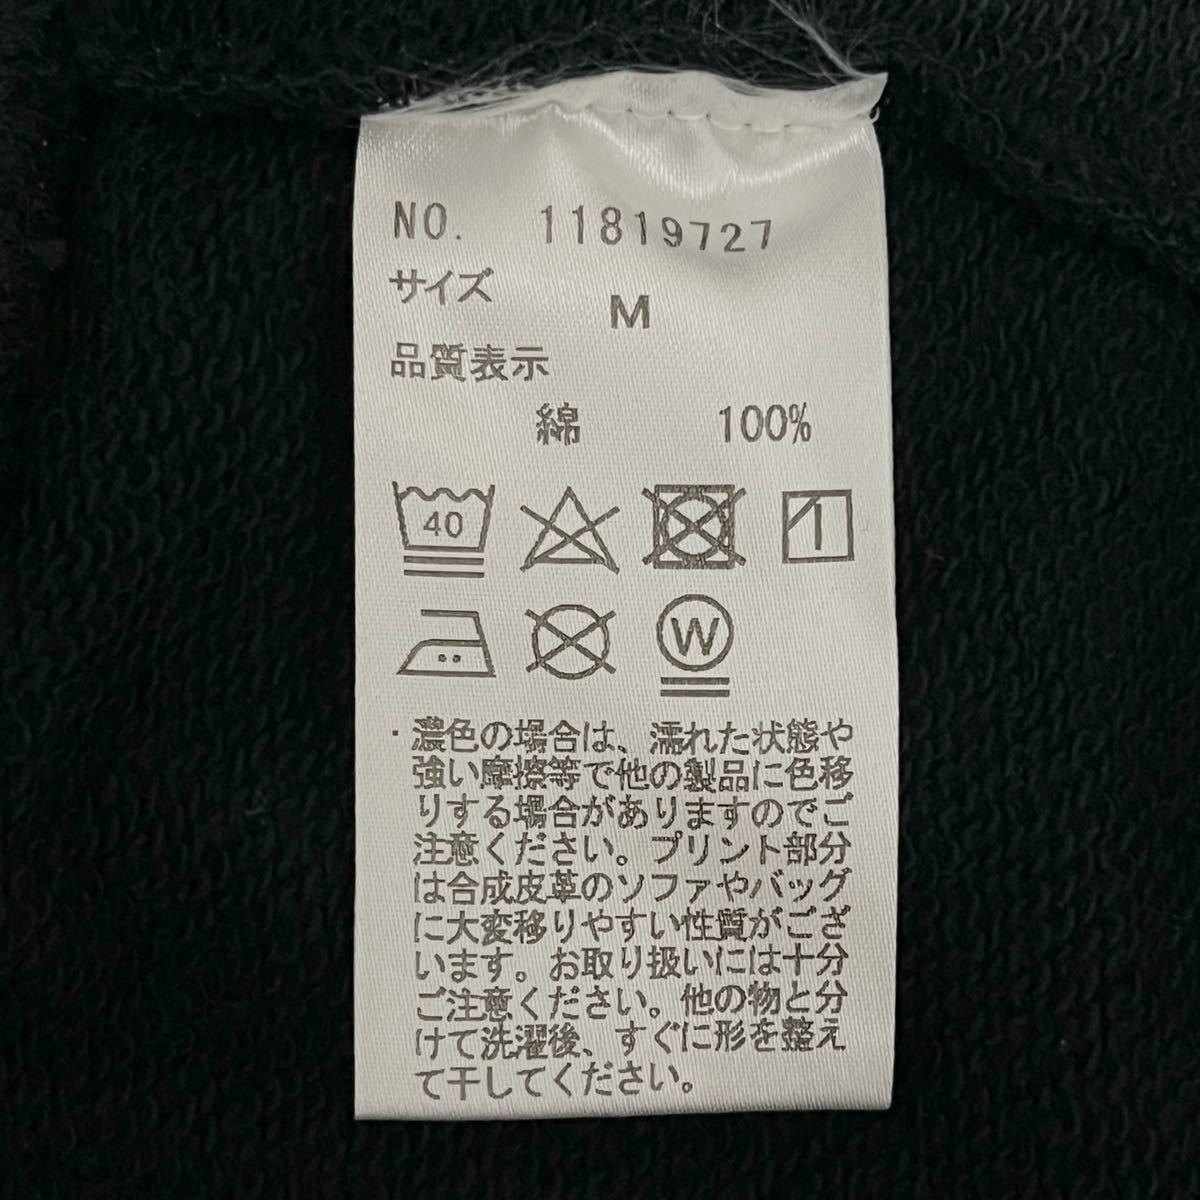 NO. 11819727
サイズ
M
品質表示
綿 100%
40
W
・濃色の場合は、濡れた状態や
強い摩擦等で他の製品に色移
りする場合がありますのでご
注意ください。プリント部分
は合成皮革のソファやバッグ
に大変移りやすい性質がござ
います。お取り扱いには十分
ご注意ください。他の物と分
けて洗濯後、すぐに形を整え
て干してください。